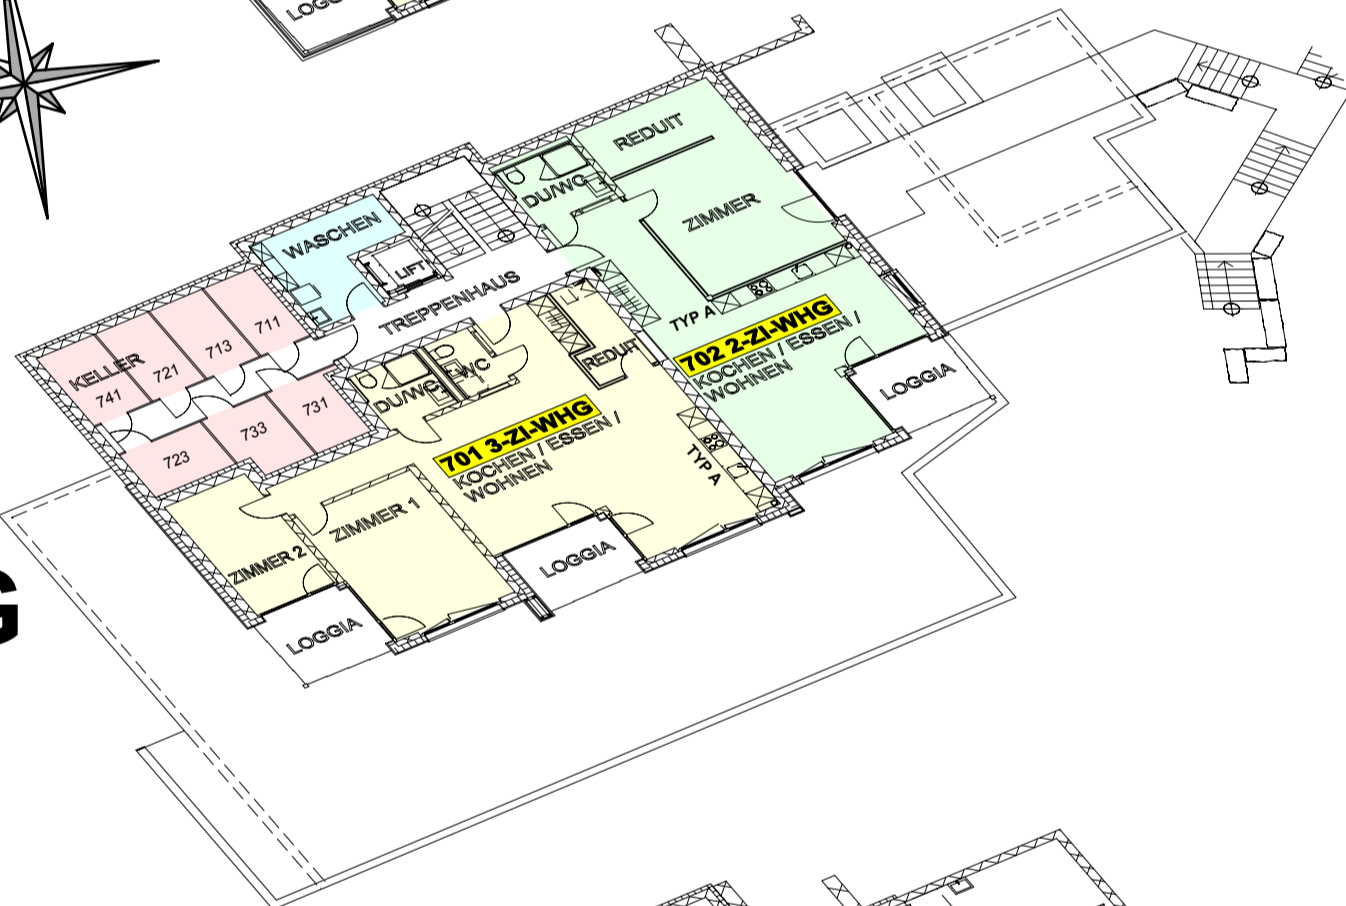 LOGG
REDUIT
DU/WC
ZIMMER
WASCHEN
LIFT
TREPPENHAUS
TYP A
702 2-ZI-WHG
KOCHEN / ESSEN /
WOHNEN
LOGGIA
KELLER
741
721
713
711
723
733
731
DU/WC
WC
REDUIT
701 3-ZI-WHG
KOCHEN / ESSEN /
WOHNEN
TYP A
ZIMMER 1
ZIMMER 2
LOGGIA
LOGGIA
G